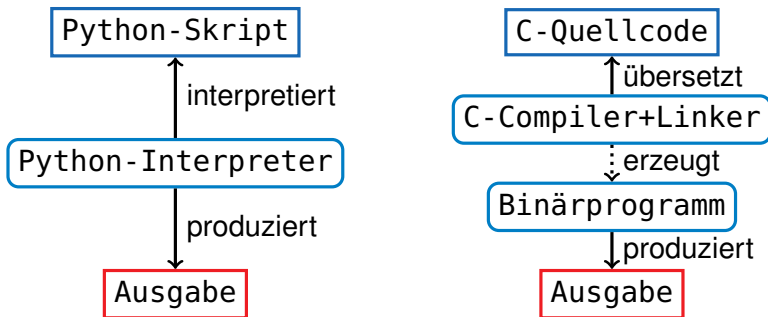 Python-Skript
interpretiert
Python-Interpreter
produziert
Ausgabe
C-Quellcode
übersetzt
C-Compiler+Linker
erzeugt
Binärprogramm
produziert
Ausgabe